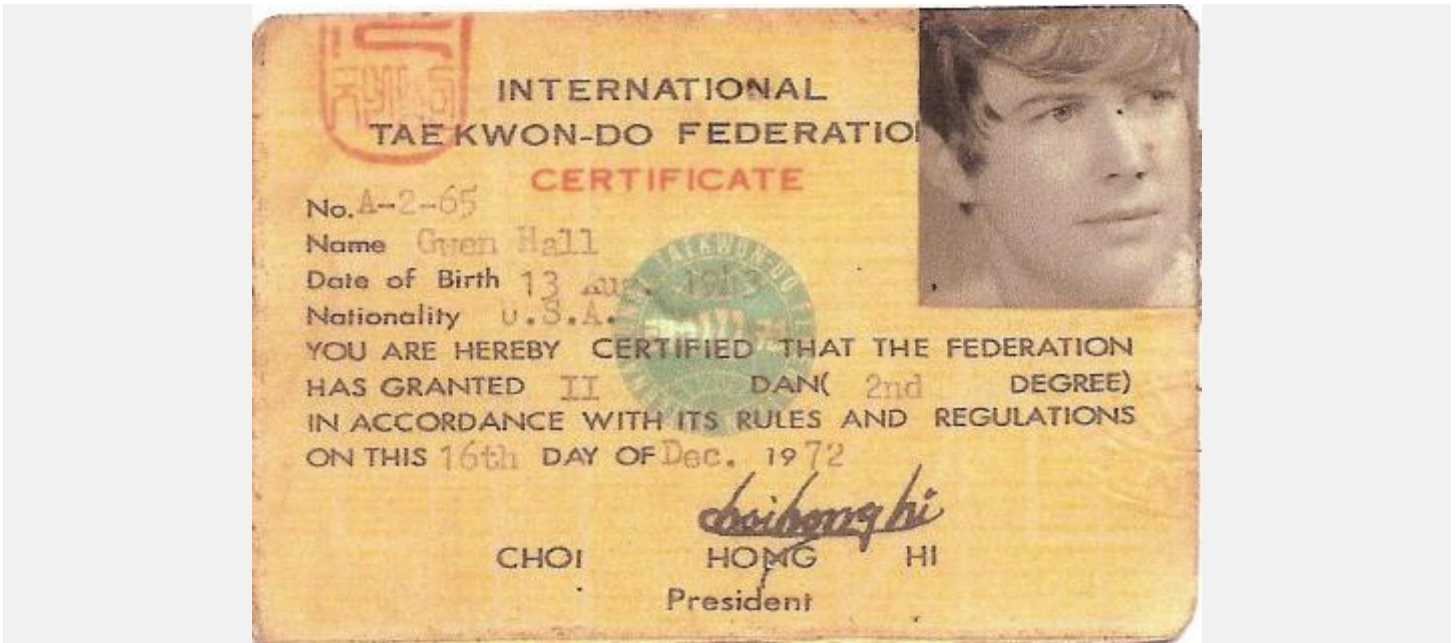 INTERNATIONAL
TAEKWON-DO FEDERATIO
CERTIFICATE
No. A-2-65
Name Gwen Hall
Date of Birth 13 Aug.
Nationality U.S.A.
YOU ARE HEREBY CERTIFIED THAT THE FEDERATION
HAS GRANTED II DAN( 2nd DEGREE)
IN ACCORDANCE WITH ITS RULES AND REGULATIONS
ON THIS 16th DAY OF Dec. 1972
choihonghi
CHOI HONG HI
President